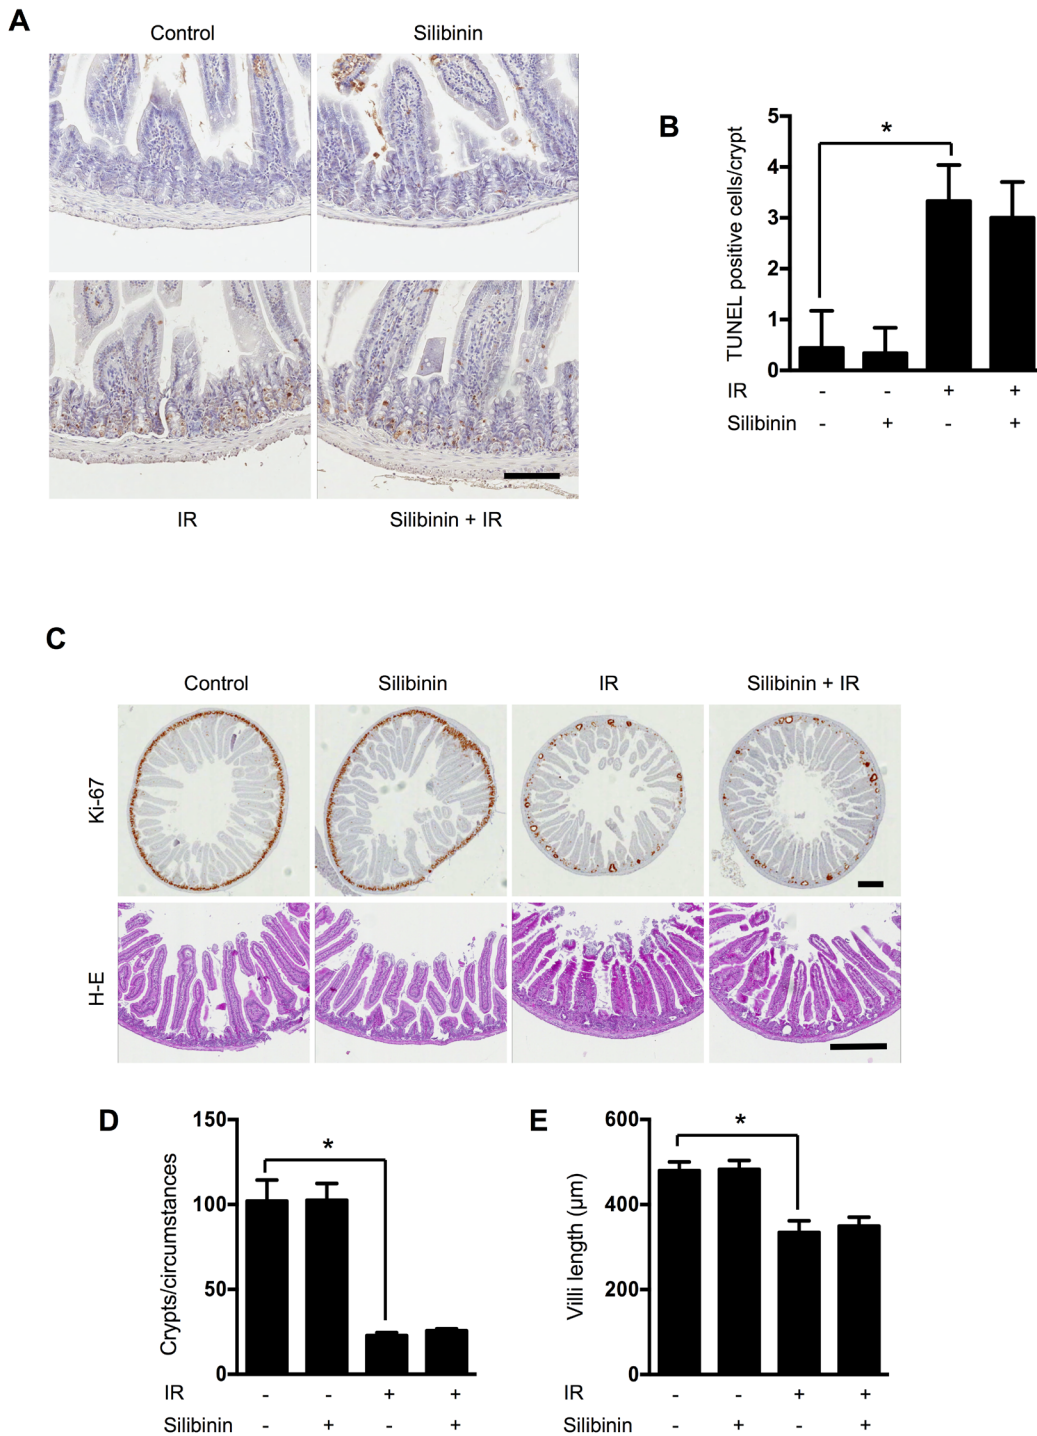 A
Control Silibinin
IR Silibinin + IR
B
TUNEL positive cells/crypt
5
4
3
2
1
0
*
IR - - + +
Silibinin - + - +
C
Control Silibinin IR Silibinin + IR
Ki-67
H-E
D
Crypts/circumstances
150
100
50
0
*
IR - - + +
Silibinin - + - +
E
Villi length (μm)
600
400
200
0
*
IR - - + +
Silibinin - + - +